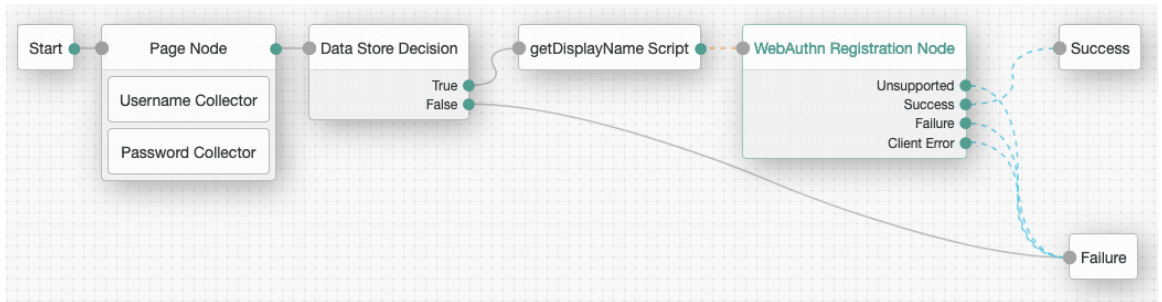 Start
Page Node
Username Collector
Password Collector
Data Store Decision
True
False
getDisplayName Script
WebAuthn Registration Node
Unsupported
Success
Failure
Client Error
Success
Failure